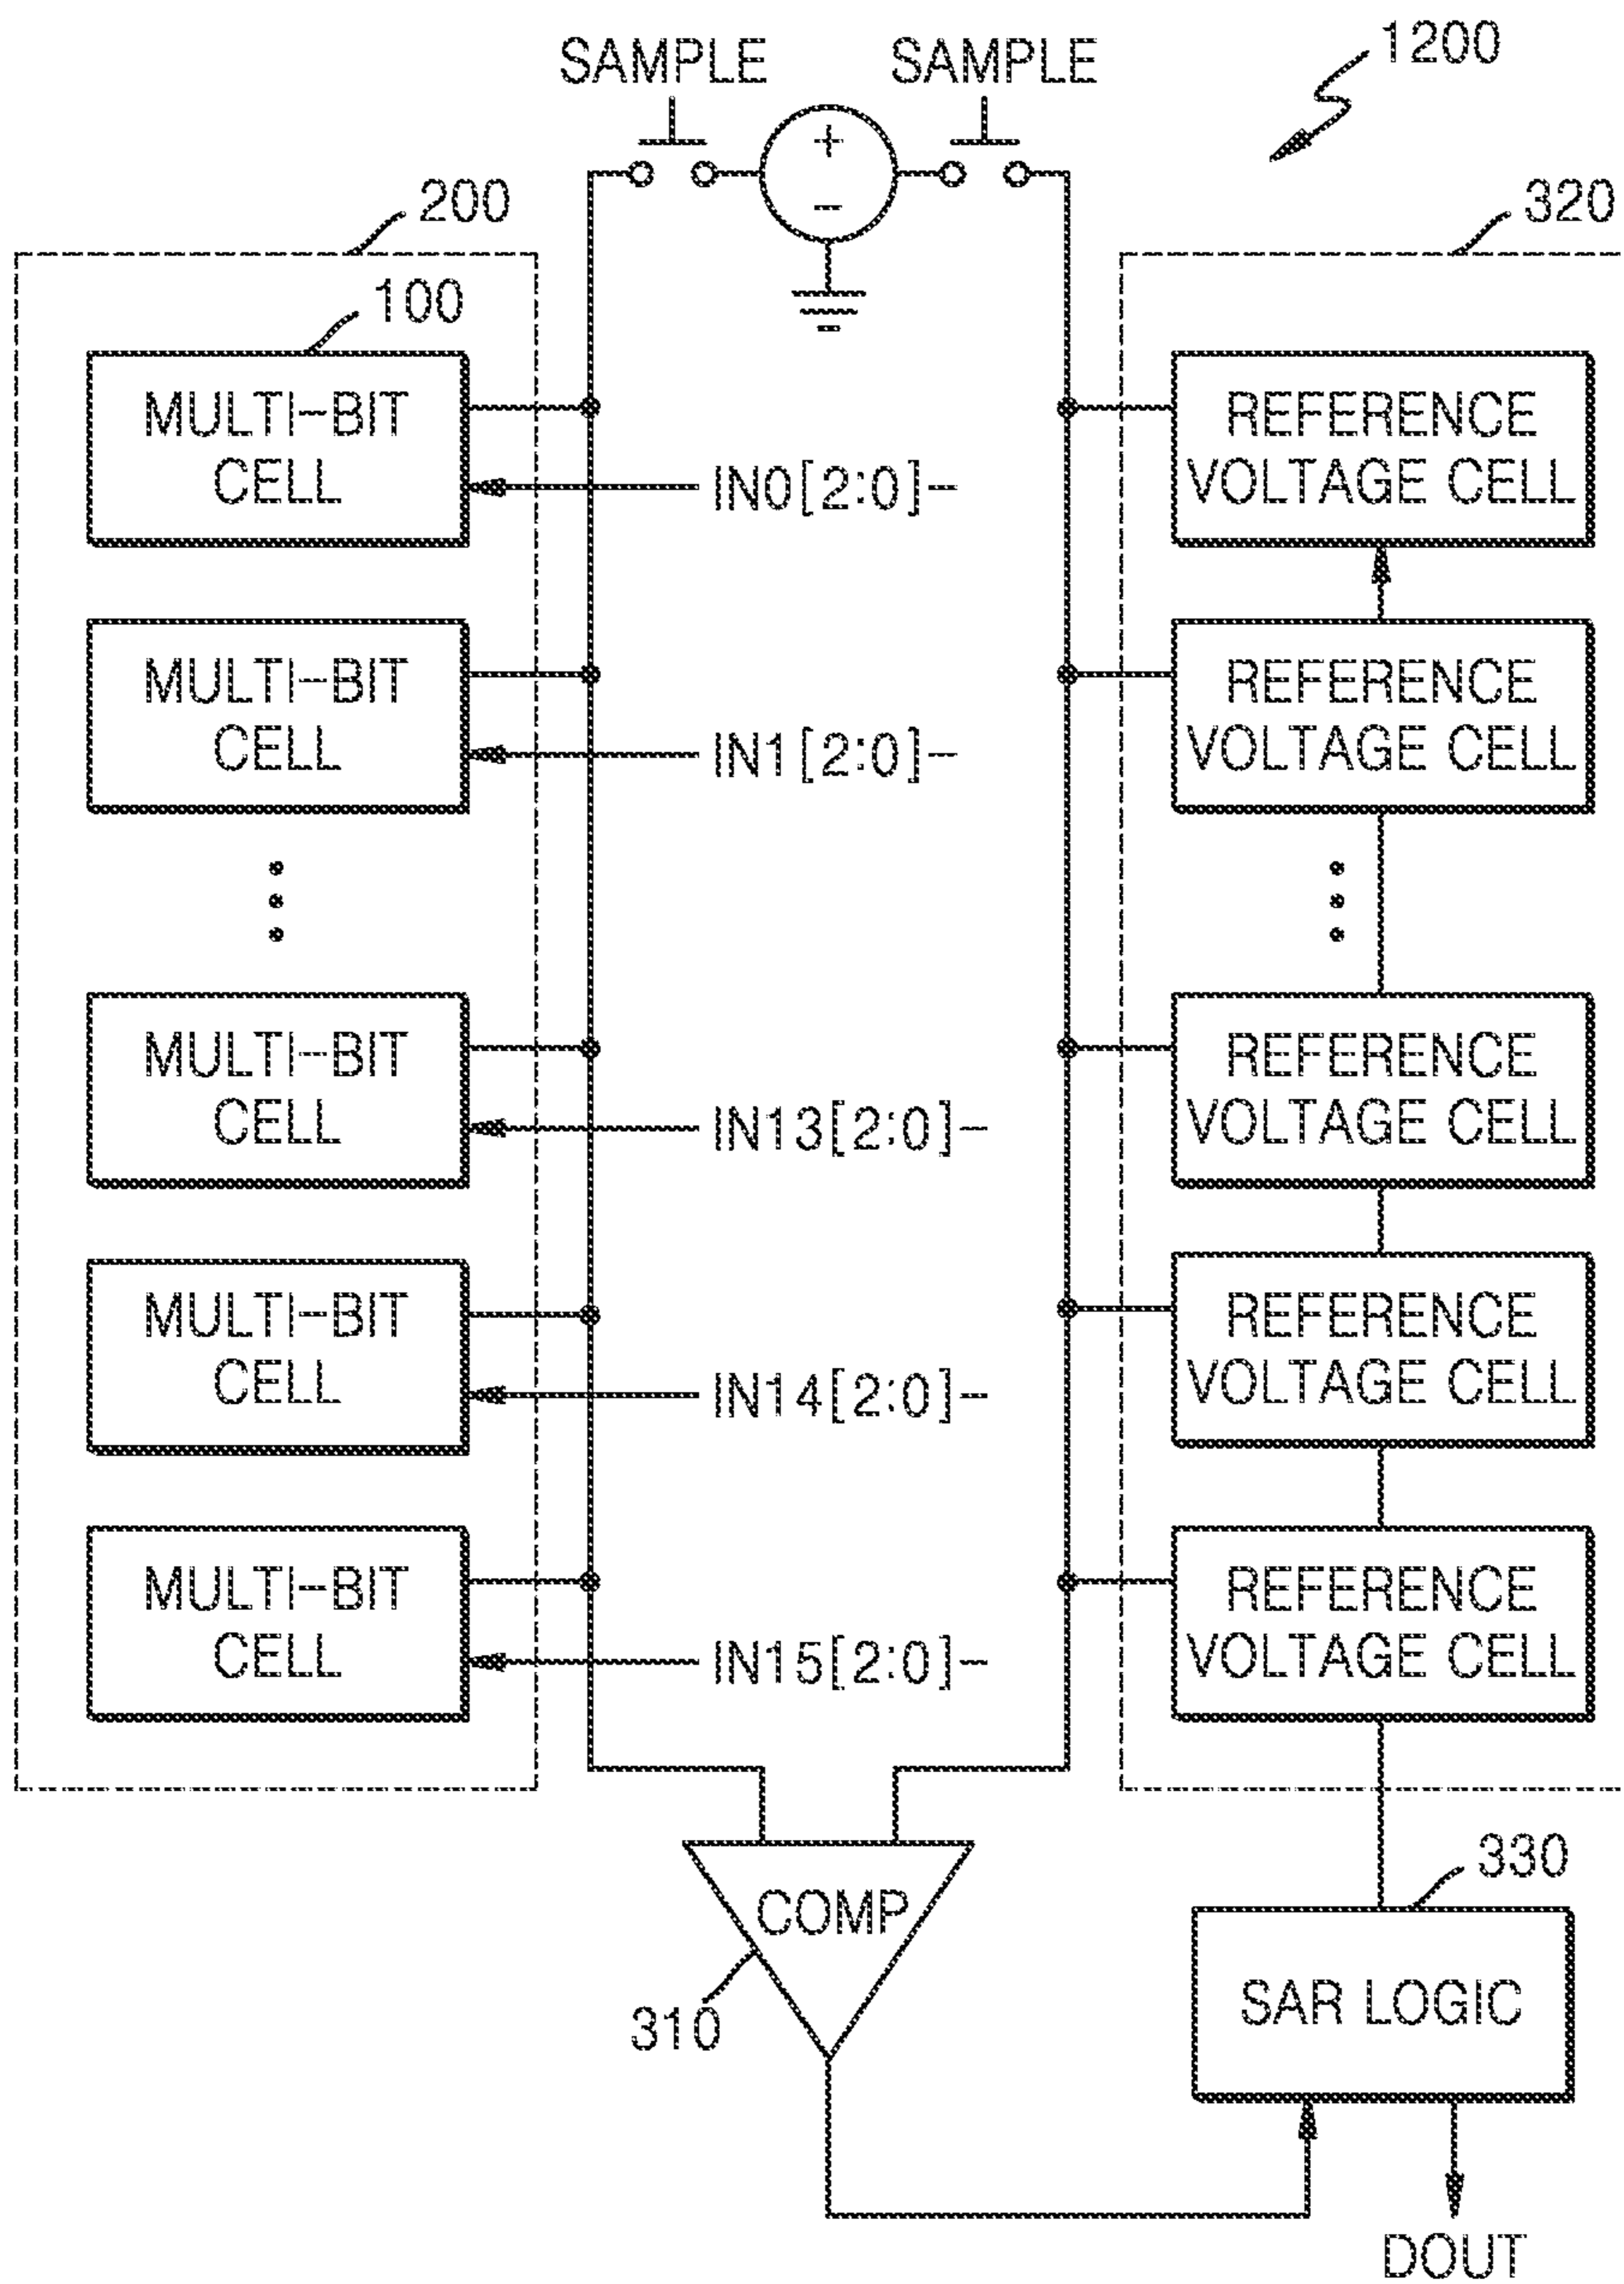 SAMPLE SAMPLE
1200
200
320
100
MULTI-BIT
CELL
IN0[2:0]-
REFERENCE
VOLTAGE CELL
MULTI-BIT
CELL
IN1[2:0]-
REFERENCE
VOLTAGE CELL
MULTI-BIT
CELL
IN13[2:0]-
REFERENCE
VOLTAGE CELL
MULTI-BIT
CELL
IN14[2:0]-
REFERENCE
VOLTAGE CELL
MULTI-BIT
CELL
IN15[2:0]-
REFERENCE
VOLTAGE CELL
COMP
310
330
SAR LOGIC
DOUT